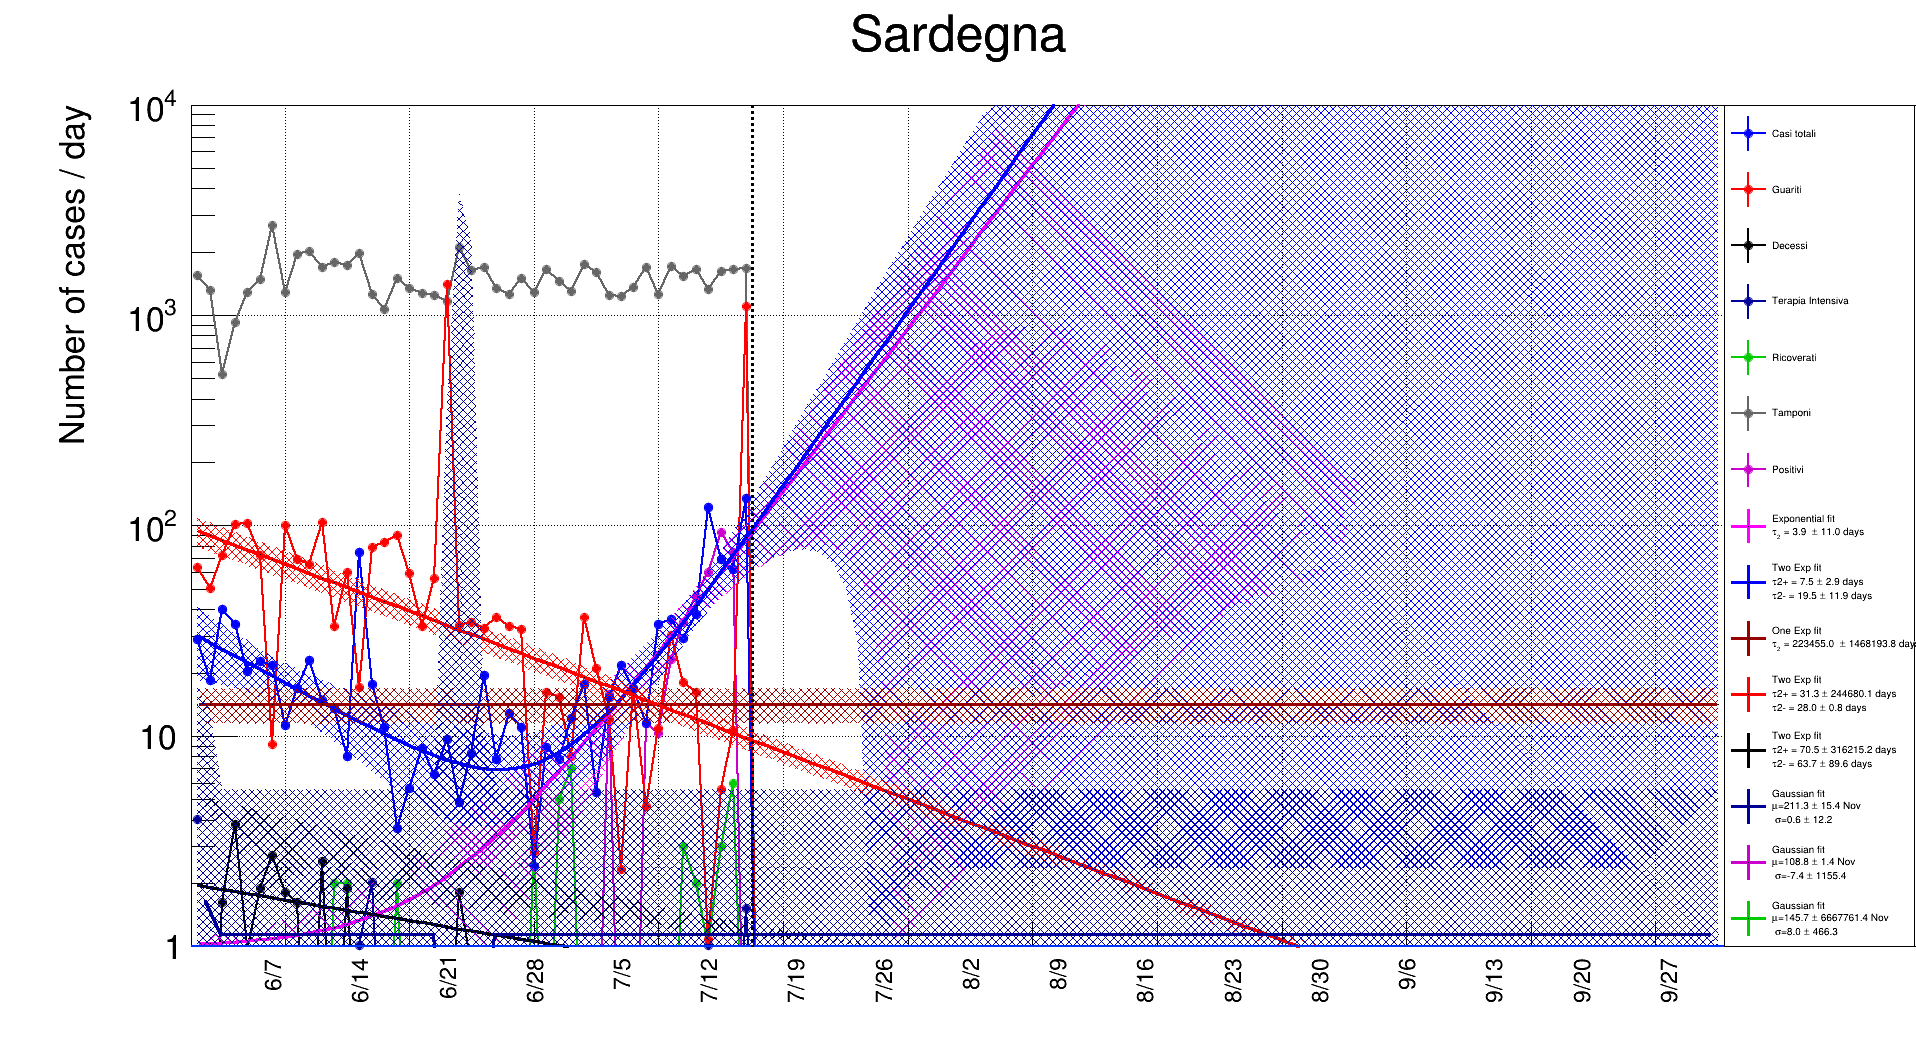 Sardegna
Number of cases / day
10⁴
10³
10²
10
1
6/7
6/14
6/21
6/28
7/5
7/12
7/19
7/26
8/2
8/9
8/16
8/23
8/30
9/6
9/13
9/20
9/27
Casi totali
Guariti
Decessi
Terapia Intensiva
Ricoverati
Tamponi
Positivi
Exponential fit
τ₂ = 3.9 ± 11.0 days
Two Exp fit
τ2+ = 7.5 ± 2.9 days
τ2- = 19.5 ± 11.9 days
One Exp fit
τ₂ = 223455.0 ± 1468193.8 day
Two Exp fit
τ2+ = 31.3 ± 244680.1 days
τ2- = 28.0 ± 0.8 days
Two Exp fit
τ2+ = 70.5 ± 316215.2 days
τ2- = 63.7 ± 89.6 days
Gaussian fit
μ=211.3 ± 15.4 Nov
σ=0.6 ± 12.2
Gaussian fit
μ=108.8 ± 1.4 Nov
σ=-7.4 ± 1155.4
Gaussian fit
μ=145.7 ± 6667761.4 Nov
σ=8.0 ± 466.3